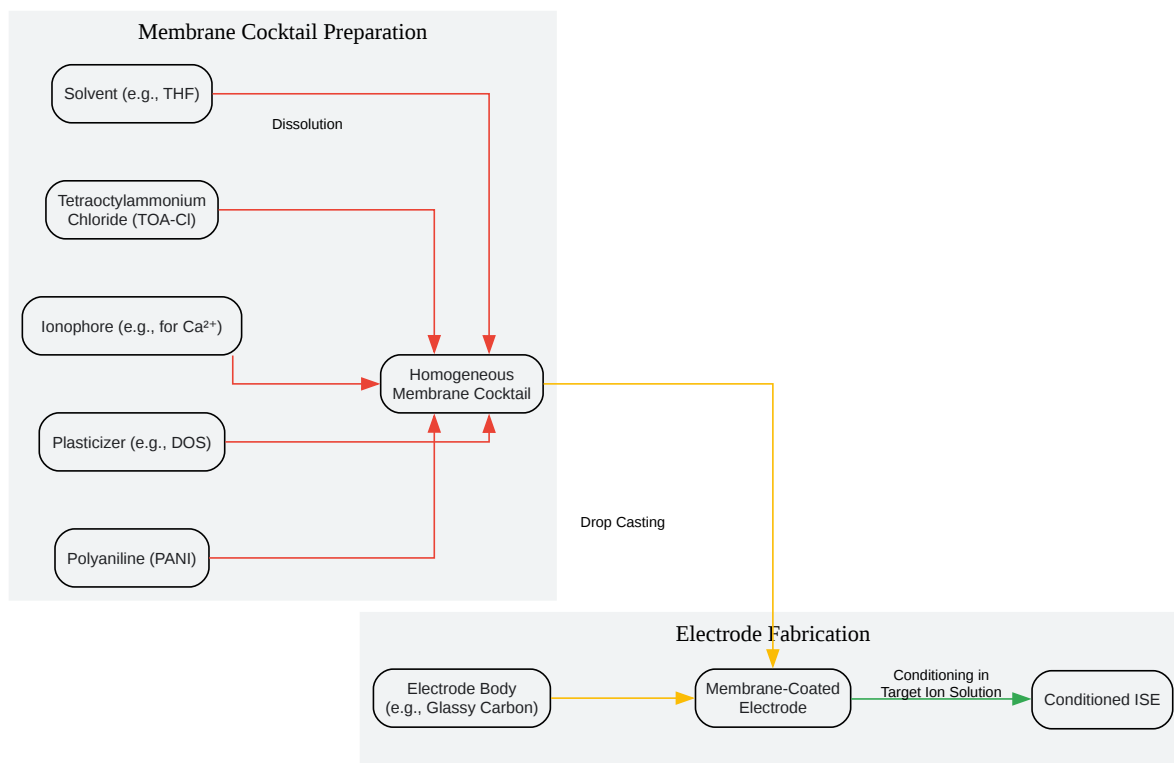 Membrane Cocktail Preparation
Solvent (e.g., THF)
Dissolution
Tetraoctylammonium
Chloride (TOA-Cl)
Ionophore (e.g., for Ca²⁺)
Homogeneous
Membrane Cocktail
Plasticizer (e.g., DOS)
Drop Casting
Polyaniline (PANI)
Electrode Fabrication
Electrode Body
(e.g., Glassy Carbon)
Membrane-Coated
Electrode
Conditioning in
Target Ion Solution
Conditioned ISE